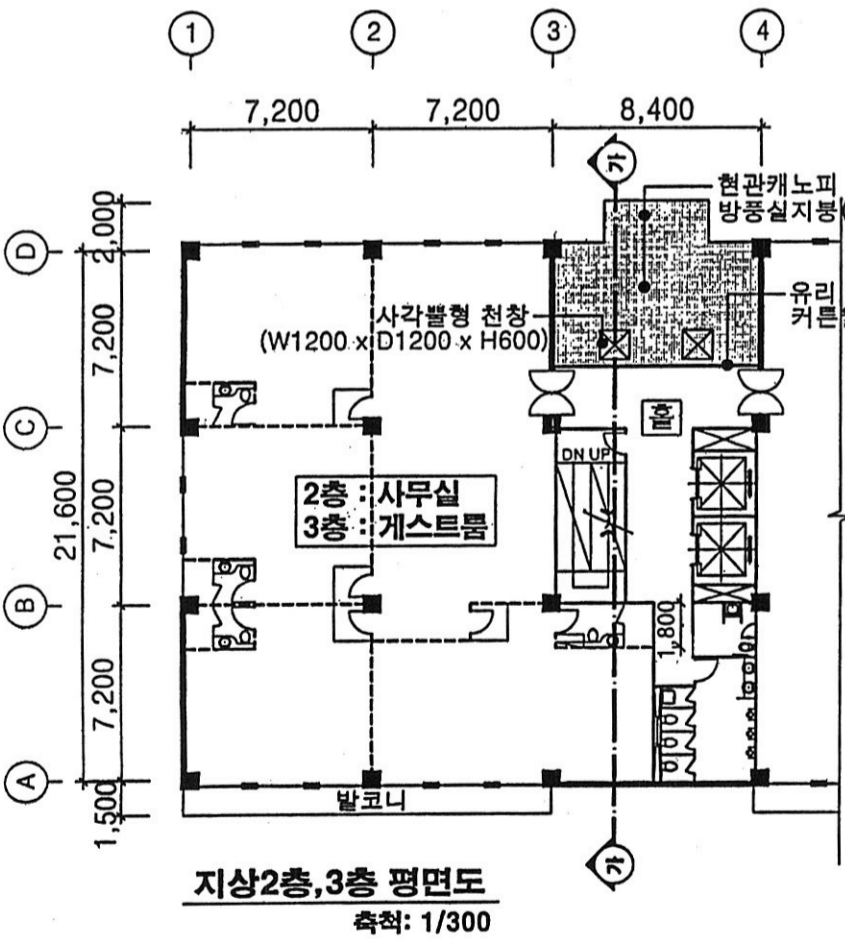 1 2 3 4
7,200 7,200 8,400
가
현관캐노피
방풍실지붕(
2,000
D
유리
커튼
사각뿔형 천창
(W1200 x D1200 x H600)
7,200
C
홀
DN UP
2층 : 사무실
3층 : 게스트룸
21,600
7,200
B
1,800
7,200
A
발코니
1,500
가
지상2층,3층 평면도
축척: 1/300